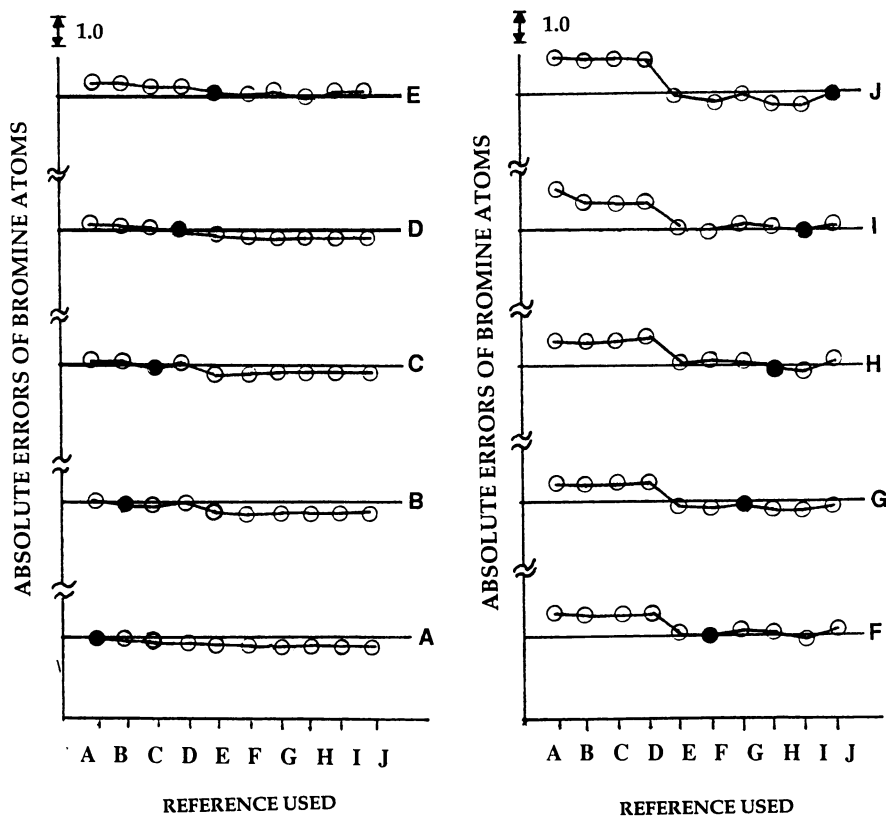 1.0
ABSOLUTE ERRORS OF BROMINE ATOMS
E
D
C
B
A
A B C D E F G H I J
REFERENCE USED
1.0
ABSOLUTE ERRORS OF BROMINE ATOMS
J
I
H
G
F
A B C D E F G H I J
REFERENCE USED